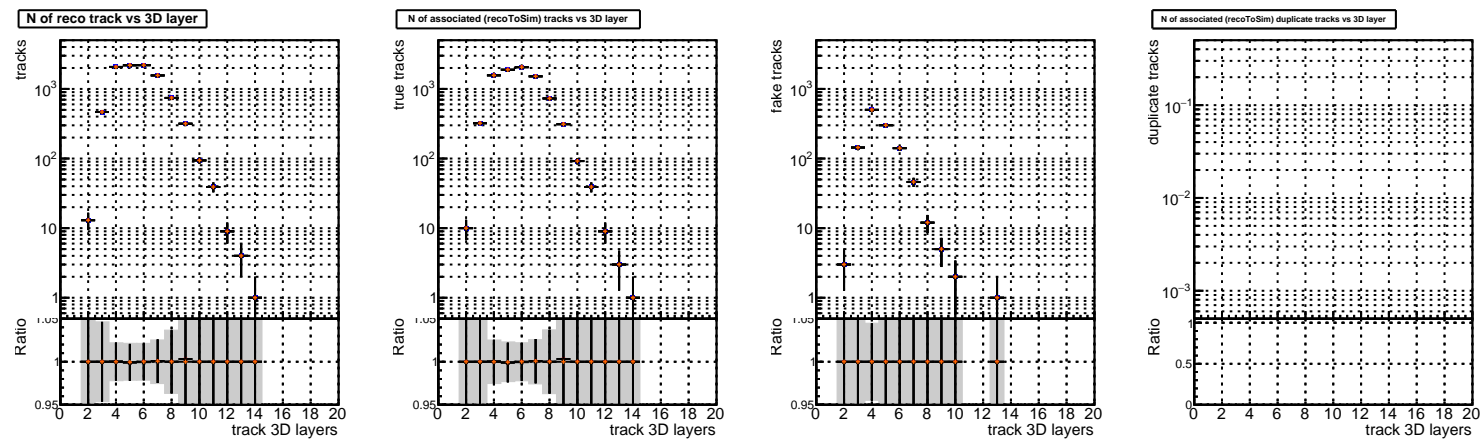 N of reco track vs 3D layer
tracks
10³
10²
10
1
Ratio
1.05
1
0.95
0 2 4 6 8 10 12 14 16 18 20
track 3D layers
N of associated (recoToSim) tracks vs 3D layer
true tracks
10³
10²
10
1
Ratio
1.05
1
0.95
0 2 4 6 8 10 12 14 16 18 20
track 3D layers
fake tracks
10³
10²
10
1
Ratio
1.05
1
0.95
0 2 4 6 8 10 12 14 16 18 20
track 3D layers
N of associated (recoToSim) duplicate tracks vs 3D layer
duplicate tracks
10⁻¹
10⁻²
10⁻³
Ratio
1
0.5
0
0 2 4 6 8 10 12 14 16 18 20
track 3D layers